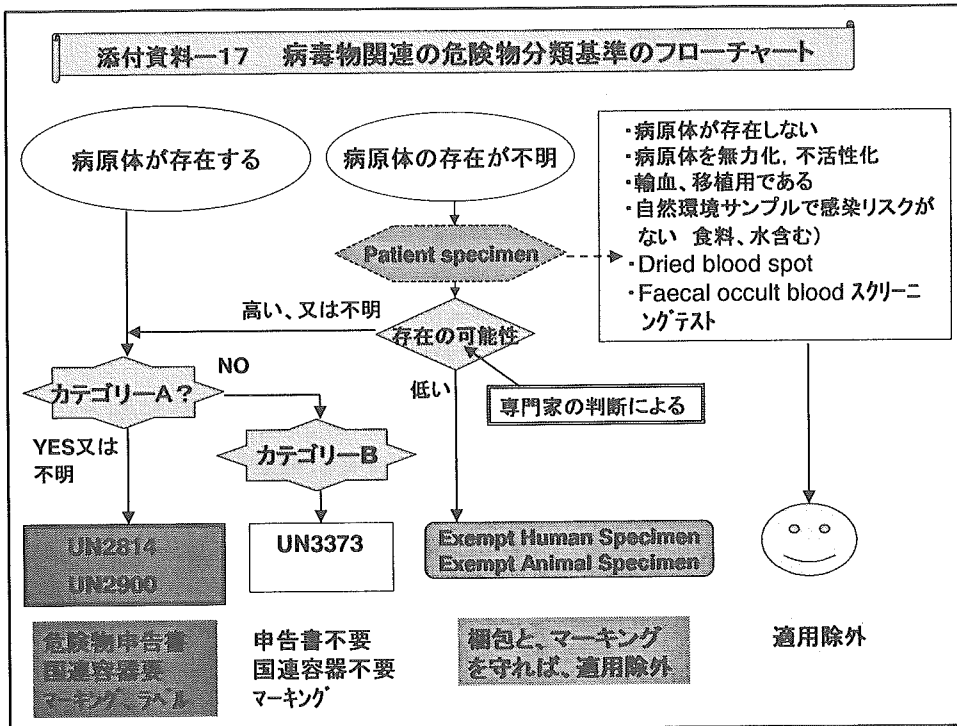 添付資料ー17　病毒物関連の危険物分類基準のフローチャート
病原体が存在する
病原体の存在が不明
・病原体が存在しない
・病原体を無力化，不活性化
・輸血、移植用である
・自然環境サンプルで感染リスクが
ない 食料、水含む）
・Dried blood spot
・Faecal occult blood スクリーニ
ングテスト
Patient specimen
高い、又は不明
存在の可能性
カテゴリーA？
NO
低い
専門家の判断による
YES又は
不明
カテゴリーB
UN2814
UN2900
UN3373
Exempt Human Specimen
Exempt Animal Specimen
危険物申告書
国連容器要
マーキング、ラベル
申告書不要
国連容器不要
マーキング
梱包と、マーキング
を守れば、適用除外
適用除外